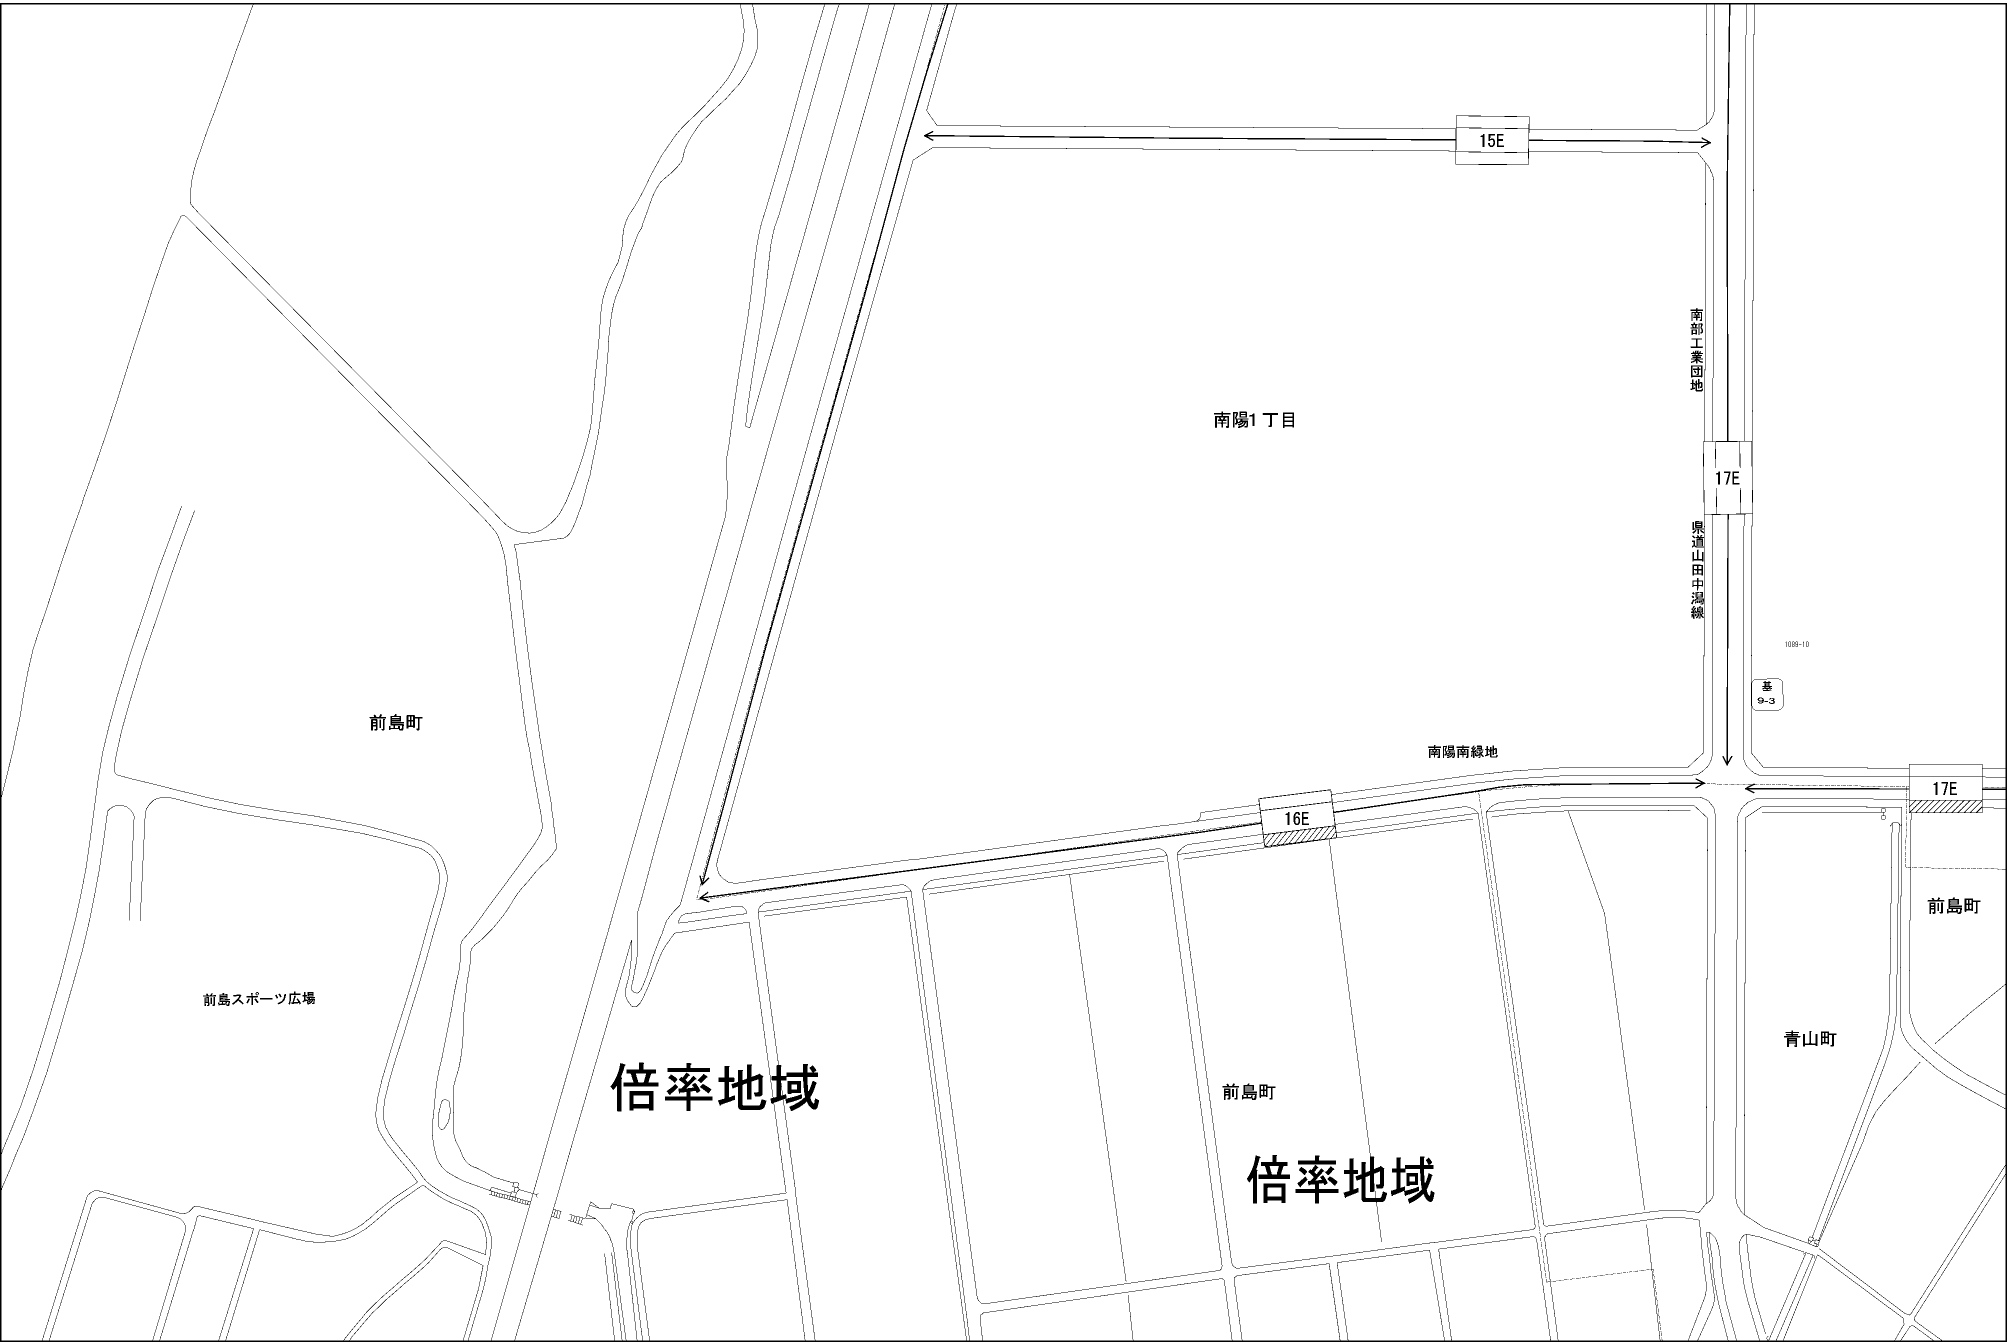 15E
南部工業団地
南陽1丁目
17E
県道山田中潟線
1089-10
基
9-3
前島町
南陽南緑地
17E
16E
前島町
前島スポーツ広場
青山町
倍率地域
前島町
倍率地域